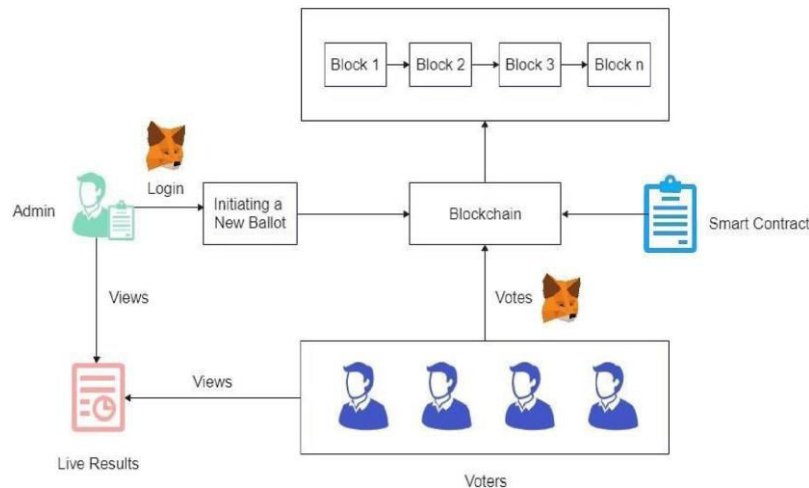 Block 1
Block 2
Block 3
Block n
Login
Admin
Initiating a
New Ballot
Blockchain
Smart Contract
Views
Votes
Views
Live Results
Voters